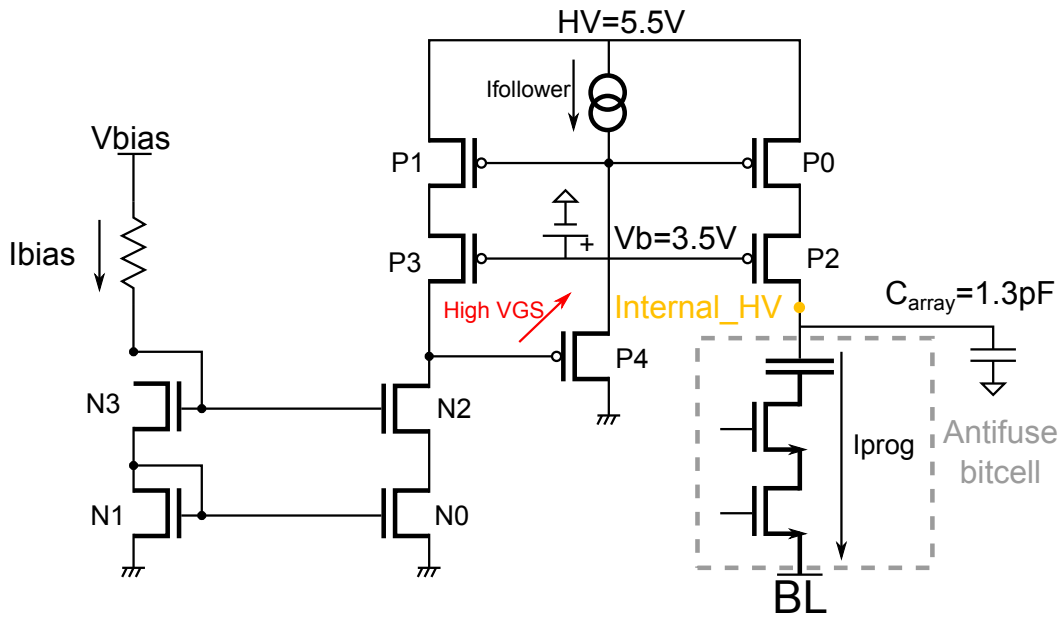 HV=5.5V
Ifollower
Vbias
P1
P0
Ibias
Vb=3.5V
+
P3
P2
High VGS
Internal_HV
Carray=1.3pF
P4
N3
N2
Antifuse
bitcell
Iprog
N1
N0
BL